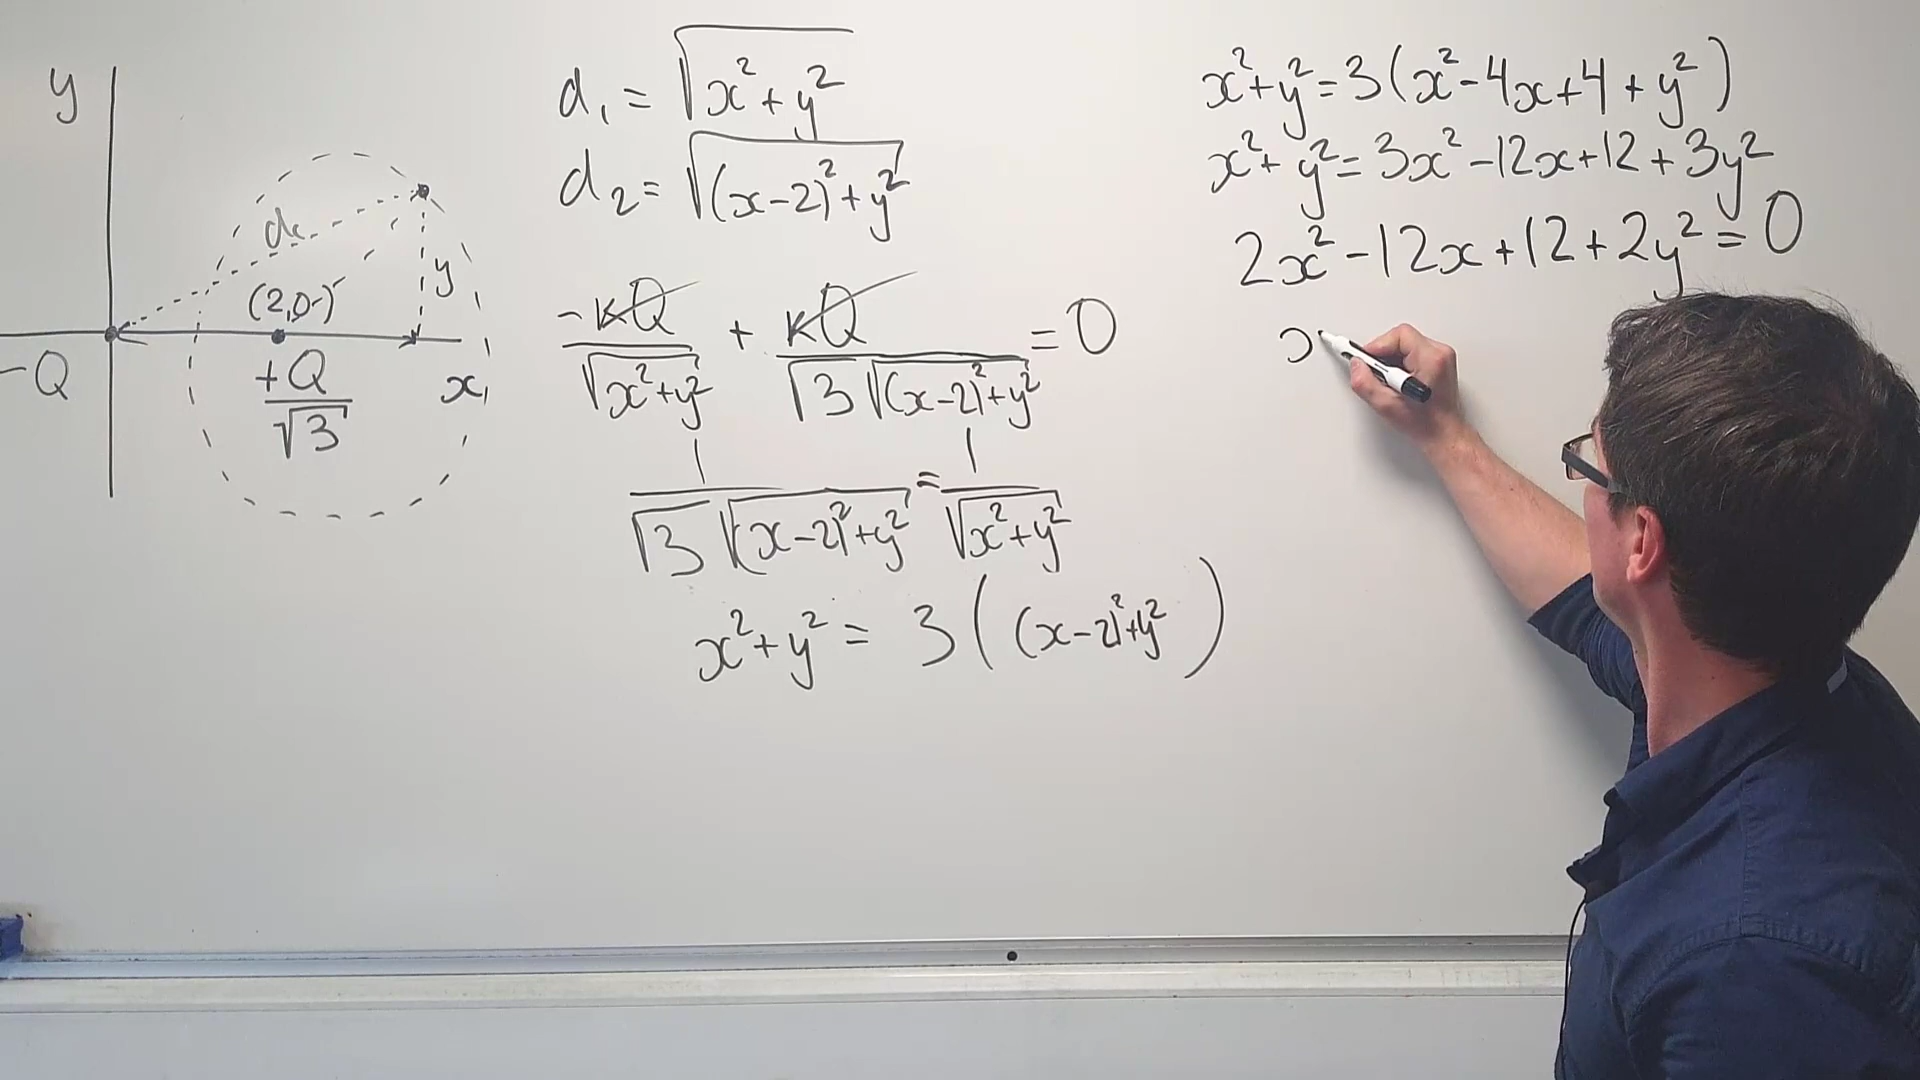 y
d₁
y
(2,0)
-Q
+Q/√3
x
d₁ = √(x²+y²)
d₂ = √((x-2)²+y²)
-kQ/√(x²+y²) + kQ/(√3 √((x-2)²+y²)) = 0
1/(√3 √((x-2)²+y²)) = 1/√(x²+y²)
x²+y² = 3((x-2)²+y²)
x²+y²=3(x²-4x+4+y²)
x²+y²=3x²-12x+12+3y²
2x²-12x+12+2y²=0
x